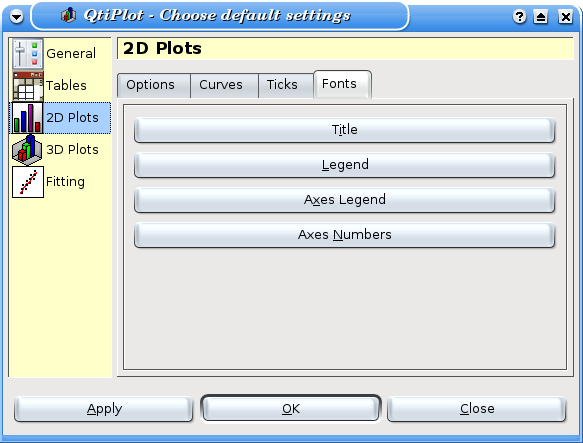 QtiPlot - Choose default settings
General
Tables
2D Plots
3D Plots
Fitting
2D Plots
Options Curves Ticks Fonts
Title
Legend
Axes Legend
Axes Numbers
Apply OK Close